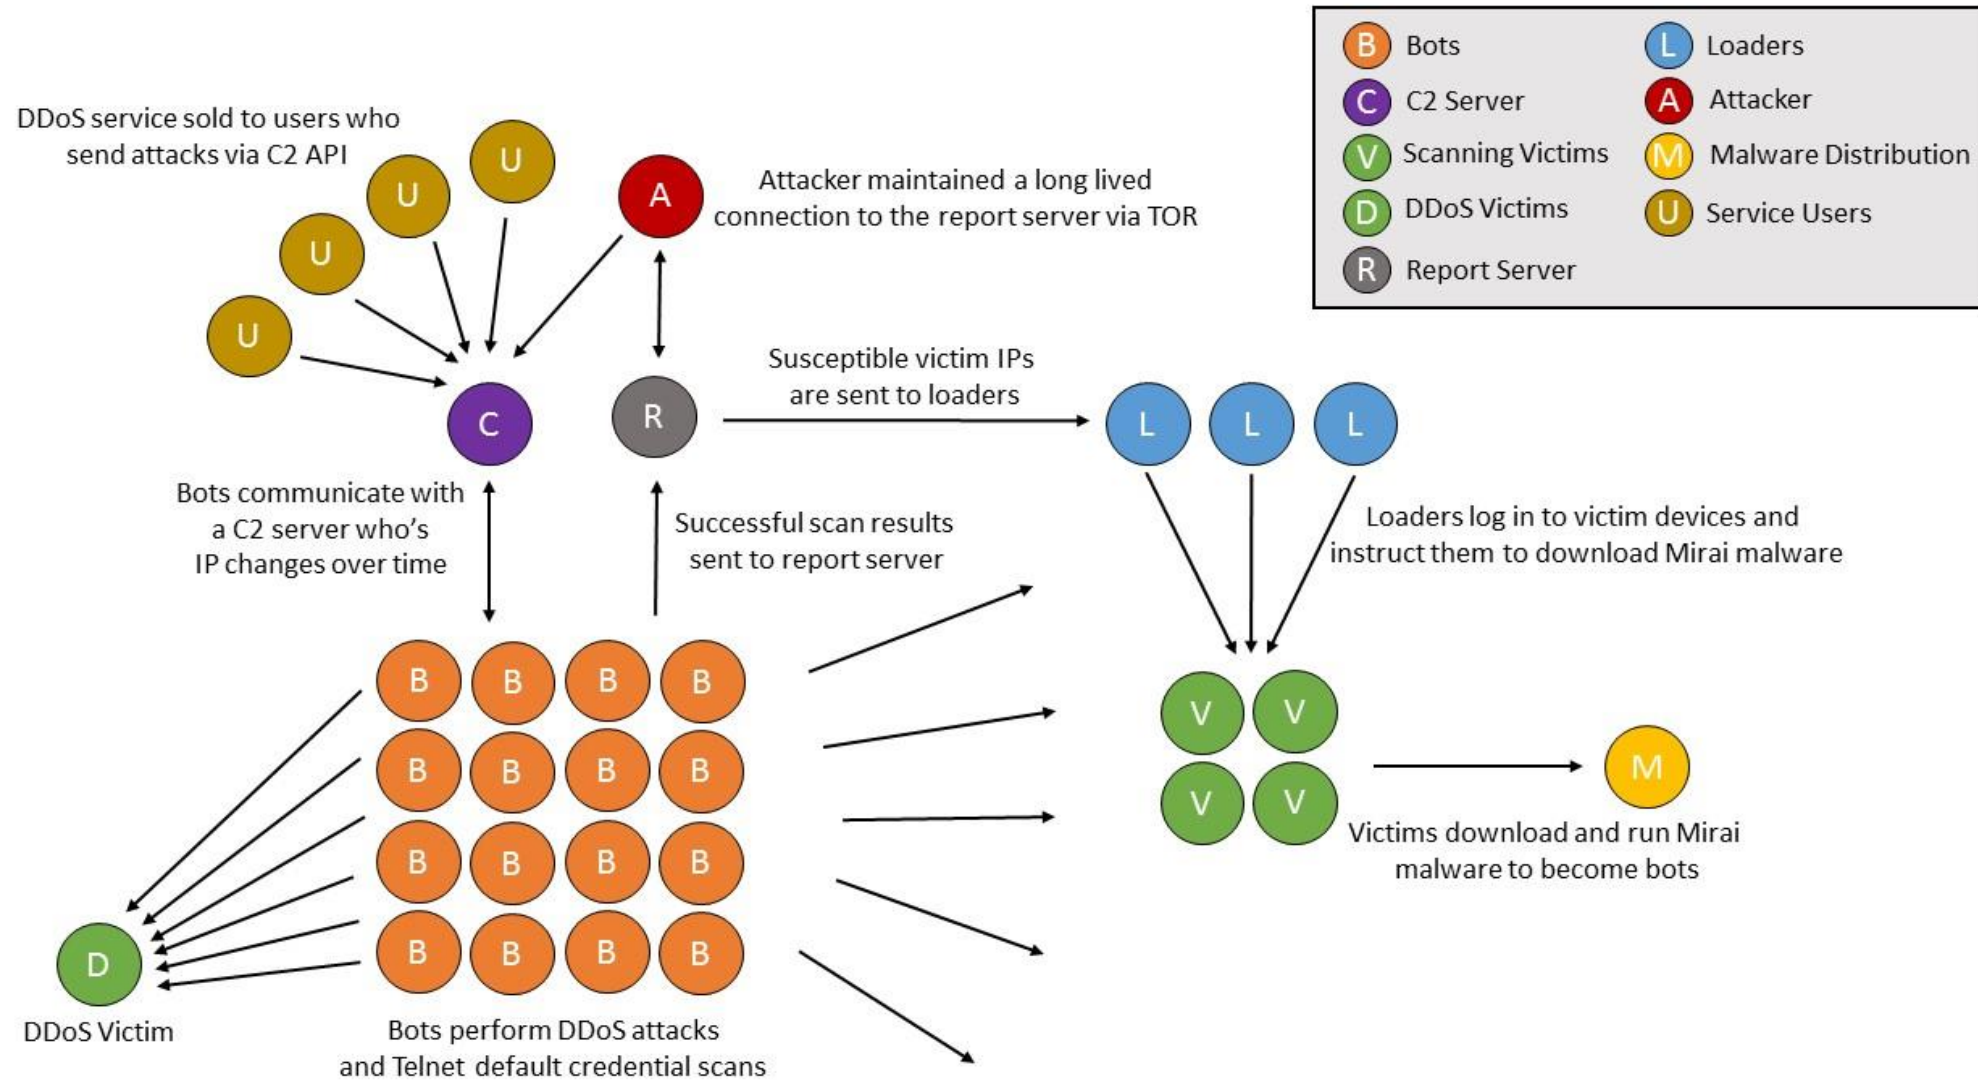 B Bots
L Loaders
C C2 Server
A Attacker
V Scanning Victims
M Malware Distribution
D DDoS Victims
U Service Users
R Report Server
DDoS service sold to users who
send attacks via C2 API
U
U
U
U
A
Attacker maintained a long lived
connection to the report server via TOR
C
R
Susceptible victim IPs
are sent to loaders
L L L
Bots communicate with
a C2 server who's
IP changes over time
Successful scan results
sent to report server
Loaders log in to victim devices and
instruct them to download Mirai malware
B B B B
B B B B
B B B B
B B B B
V V
V V
M
Victims download and run Mirai
malware to become bots
D
DDoS Victim
Bots perform DDoS attacks
and Telnet default credential scans